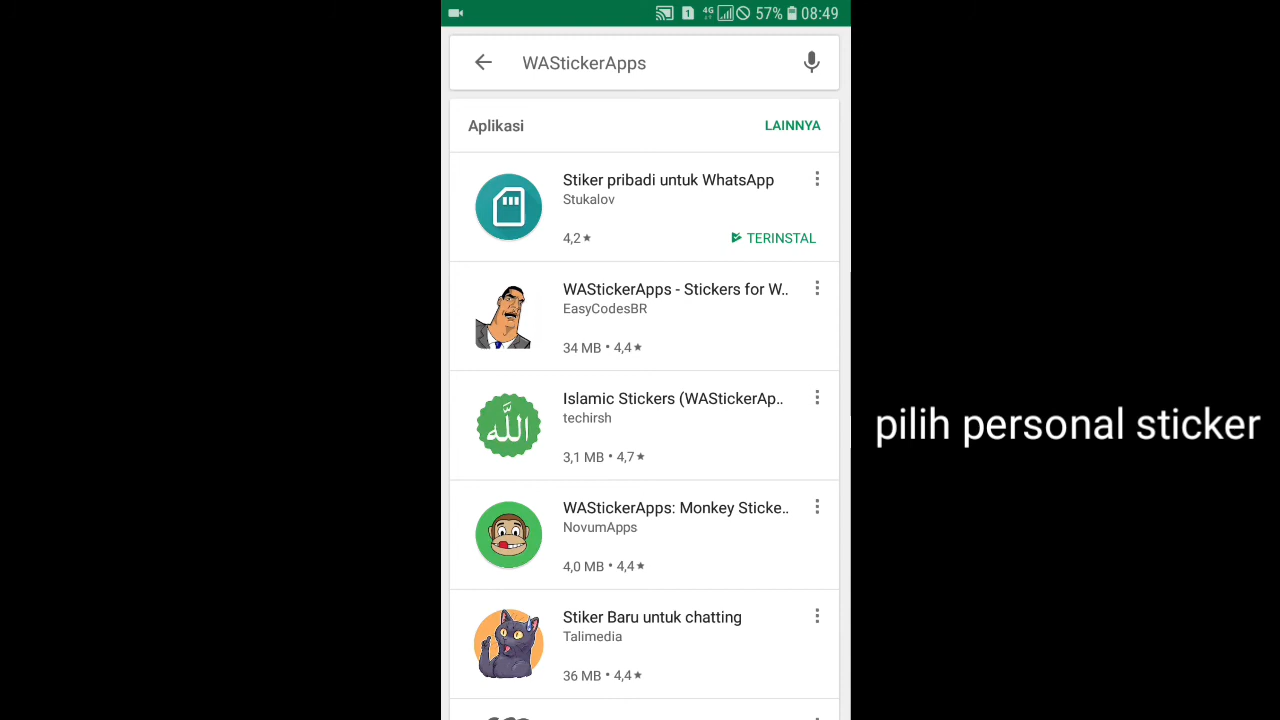 4G 57% 08:49
WAStickerApps
Aplikasi LAINNYA
Stiker pribadi untuk WhatsApp
Stukalov
4,2★ TERINSTAL
WAStickerApps - Stickers for W..
EasyCodesBR
34 MB • 4,4★
Islamic Stickers (WAStickerAp..
techirsh
الله
3,1 MB • 4,7★
WAStickerApps: Monkey Sticke..
NovumApps
4,0 MB • 4,4★
Stiker Baru untuk chatting
Talimedia
36 MB • 4,4★
pilih personal sticker